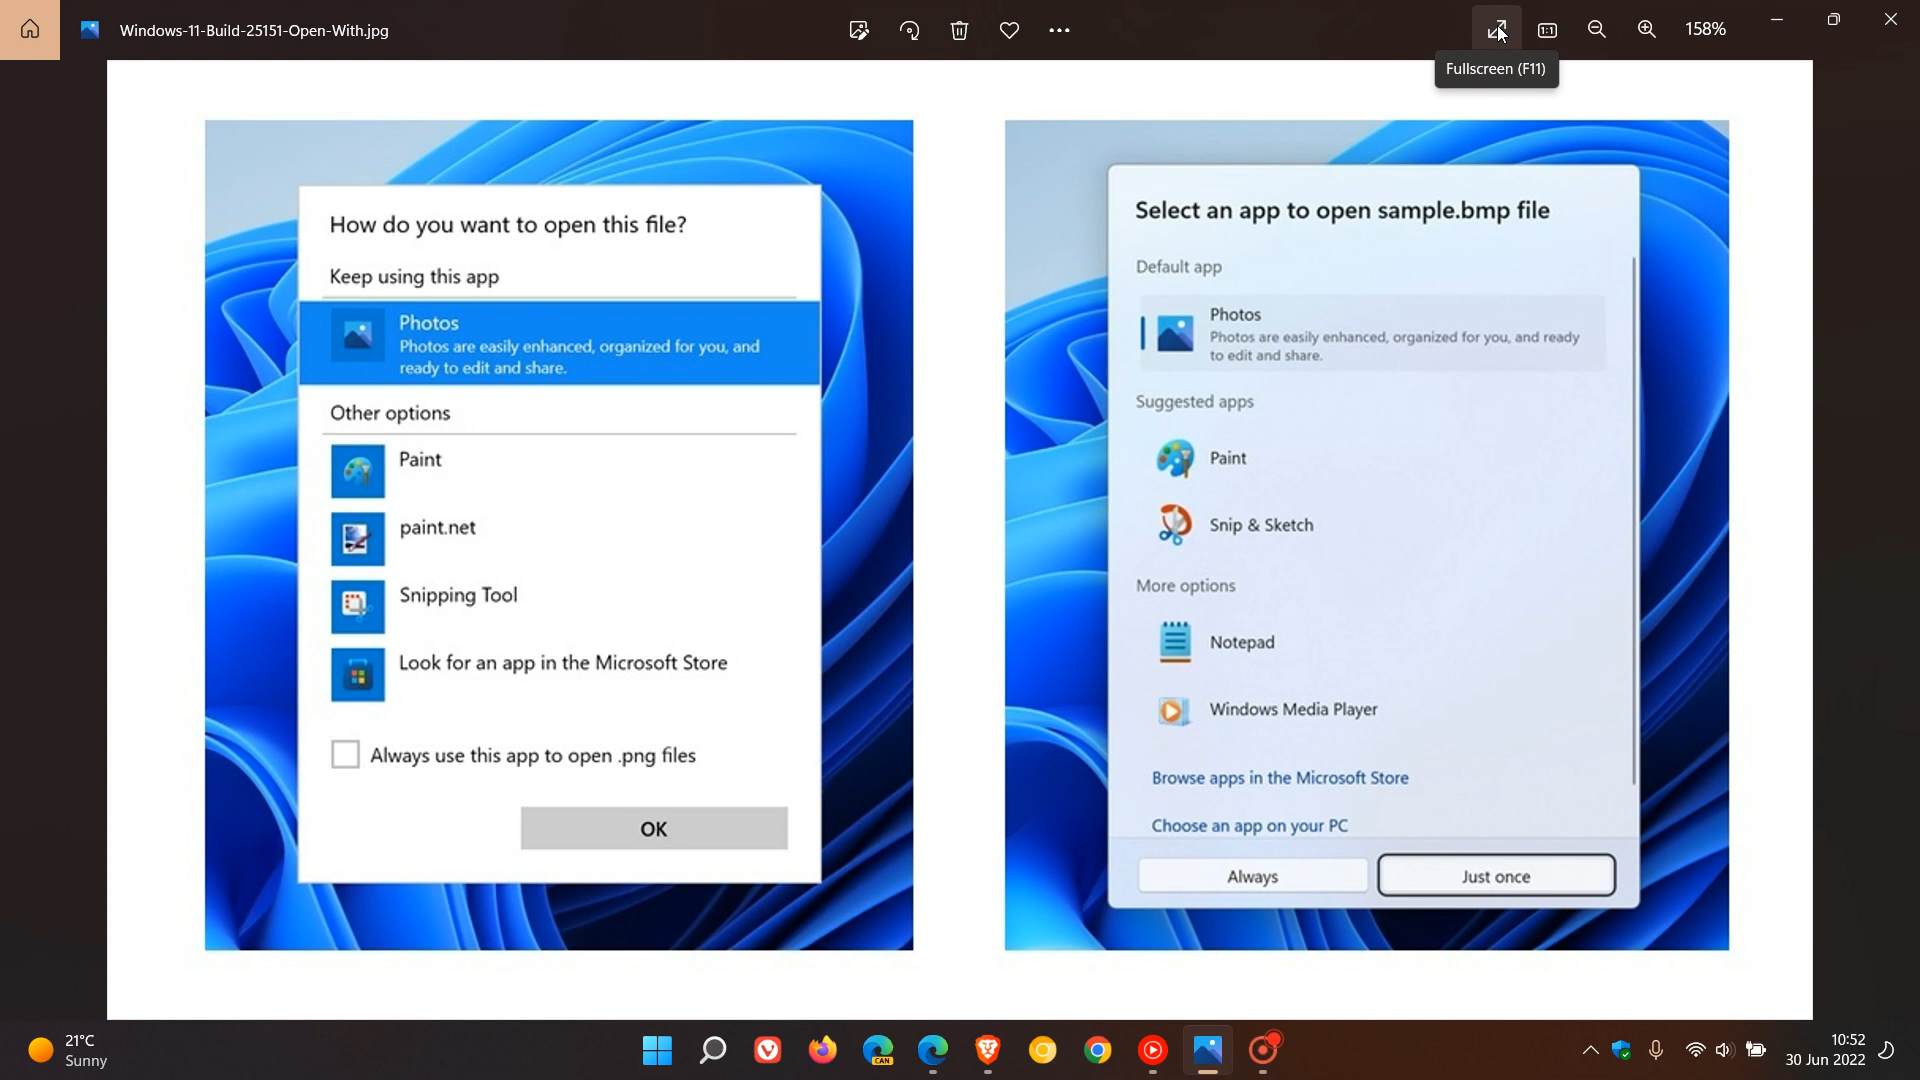 Windows-11-Build-25151-Open-With.jpg
158%
Fullscreen (F11)
How do you want to open this file?
Keep using this app
Photos
Photos are easily enhanced, organized for you, and
ready to edit and share.
Other options
Paint
paint.net
Snipping Tool
Look for an app in the Microsoft Store
Always use this app to open .png files
OK
Select an app to open sample.bmp file
Default app
Photos
Photos are easily enhanced, organized for you, and ready
to edit and share.
Suggested apps
Paint
Snip & Sketch
More options
Notepad
Windows Media Player
Browse apps in the Microsoft Store
Choose an app on your PC
Always
Just once
21°C
Sunny
CAN
10:52
30 Jun 2022